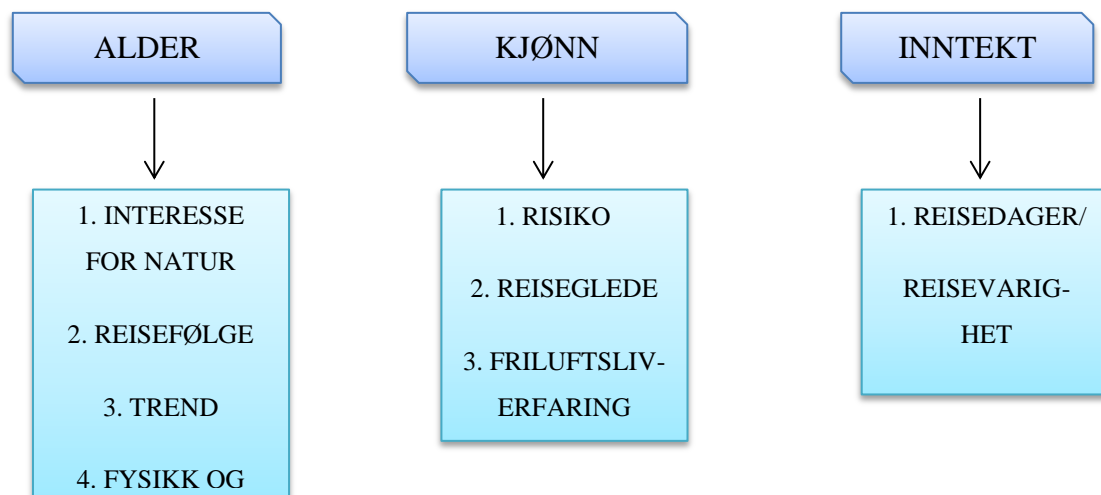 ALDER
KJØNN
INNTEKT
1. INTERESSE
FOR NATUR
2. REISEFØLGE
3. TREND
4. FYSIKK OG
1. RISIKO
2. REISEGLEDE
3. FRILUFTSLIV-
ERFARING
1. REISEDAGER/
REISEVARIG-
HET